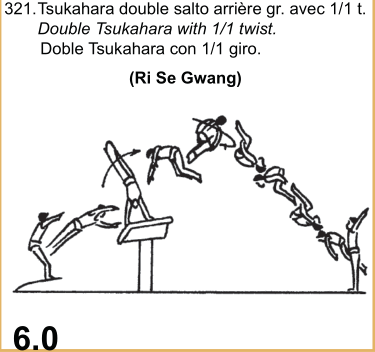 321.Tsukahara double salto arrière gr. avec 1/1 t.
Double Tsukahara with 1/1 twist.
Doble Tsukahara con 1/1 giro.
(Ri Se Gwang)
6.0